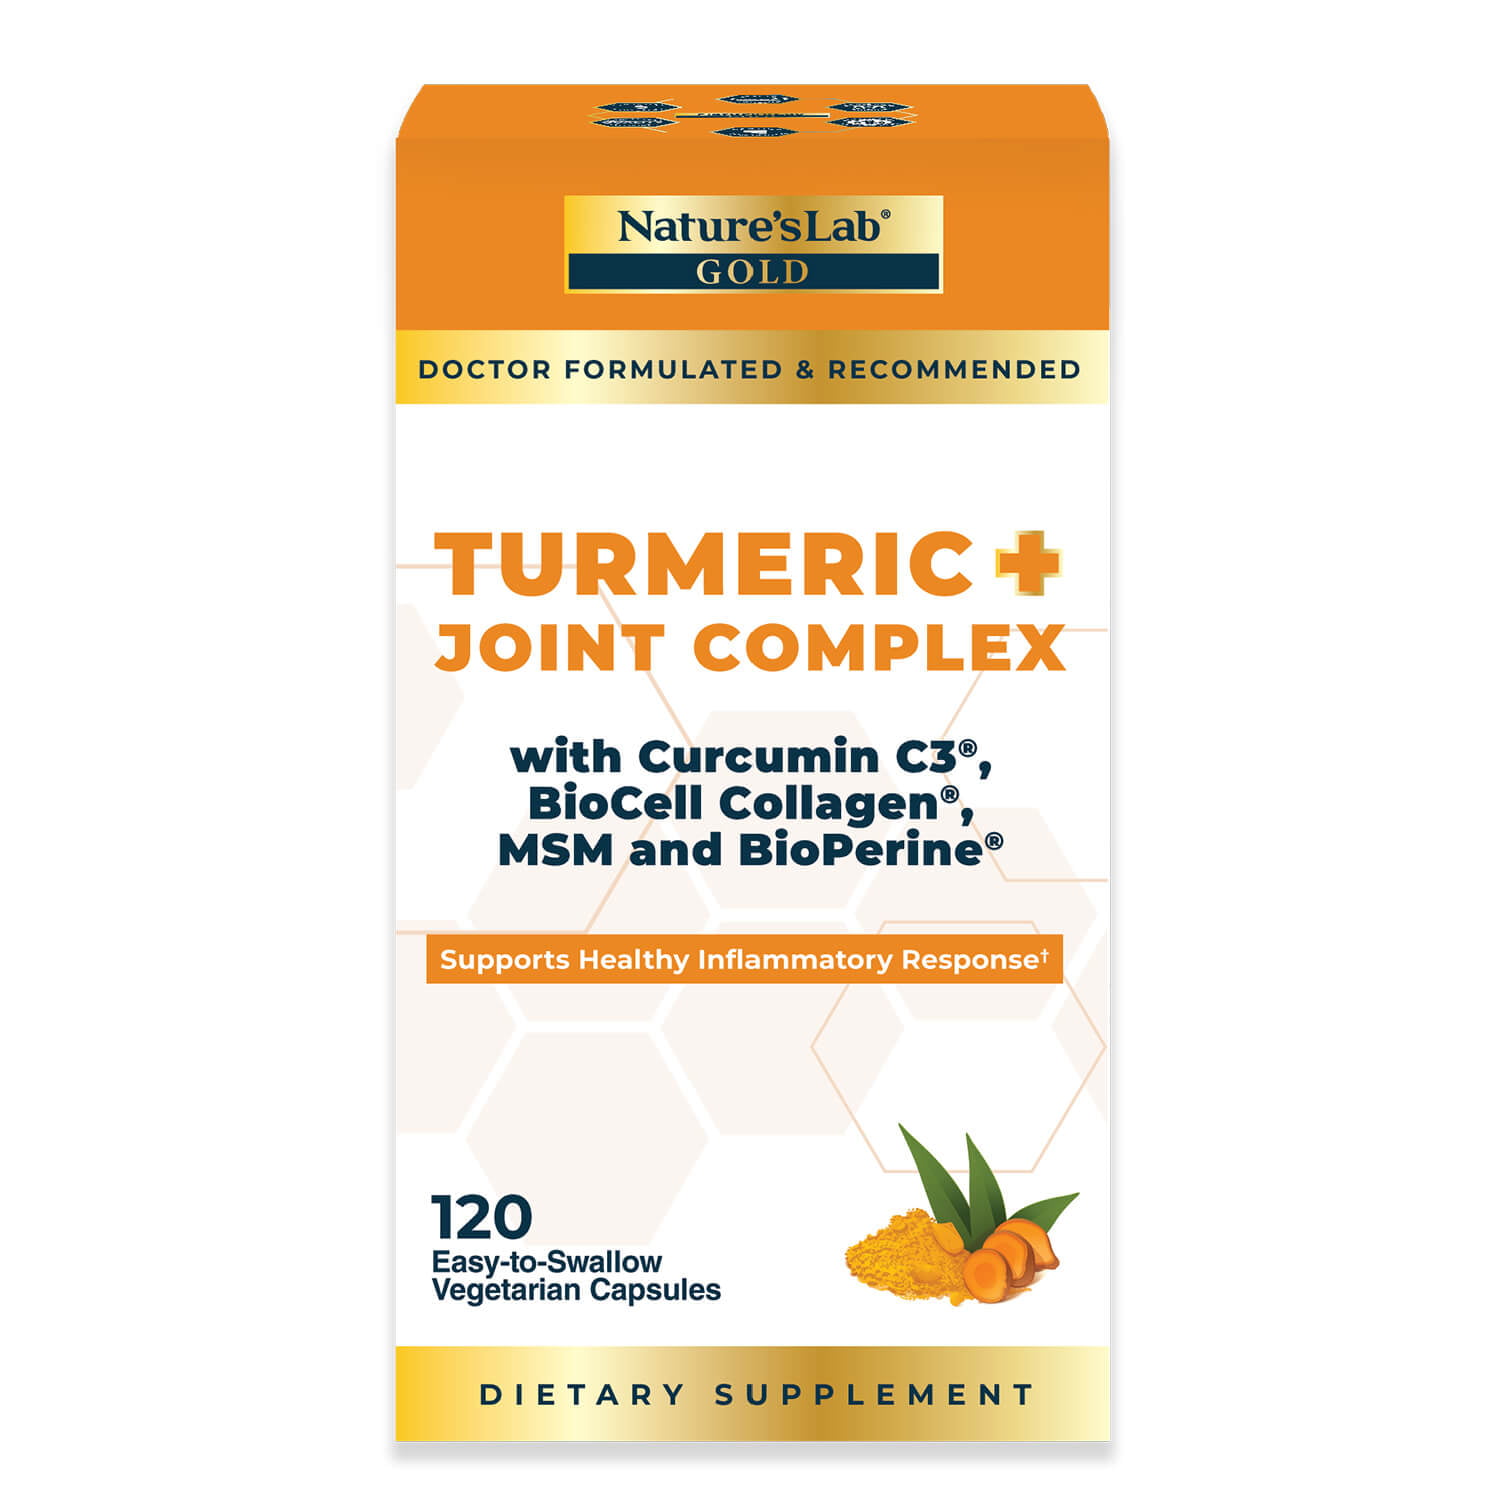 Nature'sLab®
GOLD
DOCTOR FORMULATED & RECOMMENDED
TURMERIC +
JOINT COMPLEX
with Curcumin C3®,
BioCell Collagen®,
MSM and BioPerine®
Supports Healthy Inflammatory Response†
120
Easy-to-Swallow
Vegetarian Capsules
DIETARY SUPPLEMENT